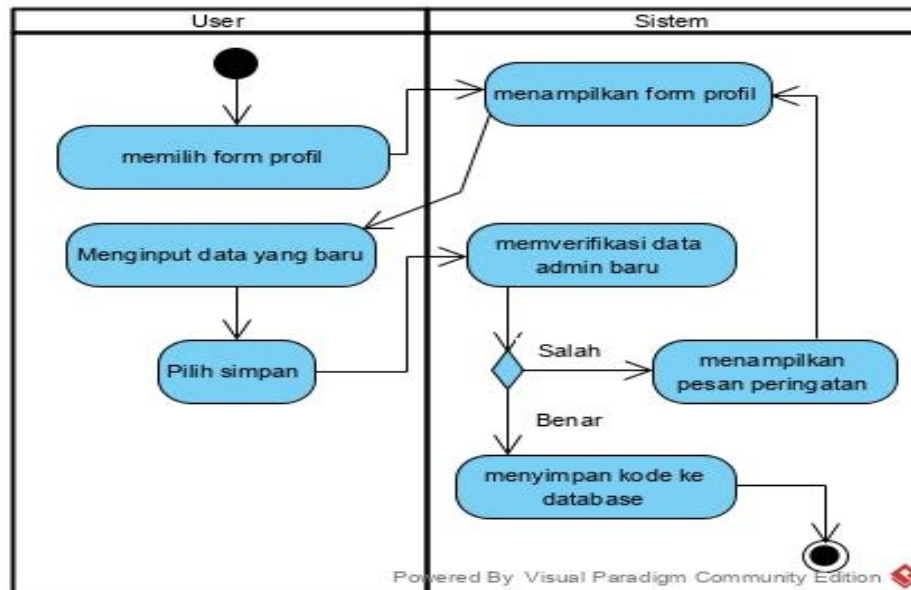 User
Sistem
menampilkan form profil
memilih form profil
Menginput data yang baru
memverifikasi data
admin baru
Pilih simpan
Salah
menampilkan
pesan peringatan
Benar
menyimpan kode ke
database
Powered By Visual Paradigm Community Edition